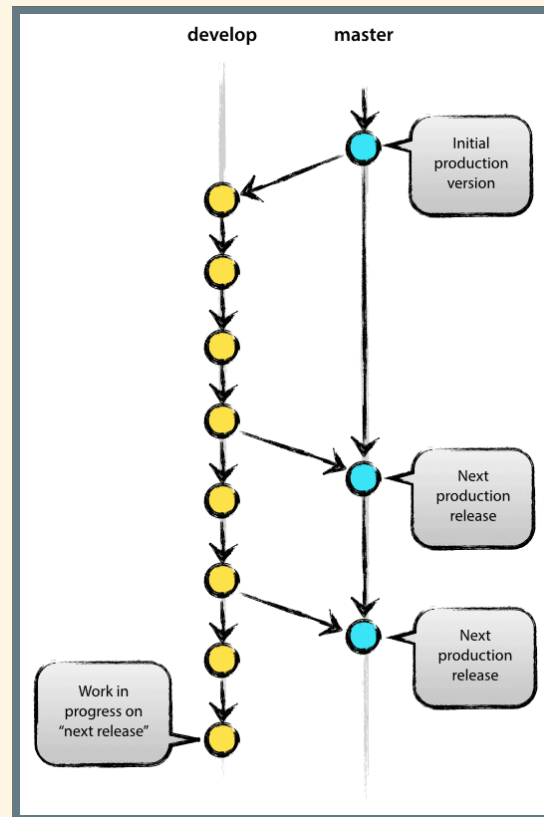 develop
master
Initial
production
version
Next
production
release
Next
production
release
Work in
progress on
“next release”